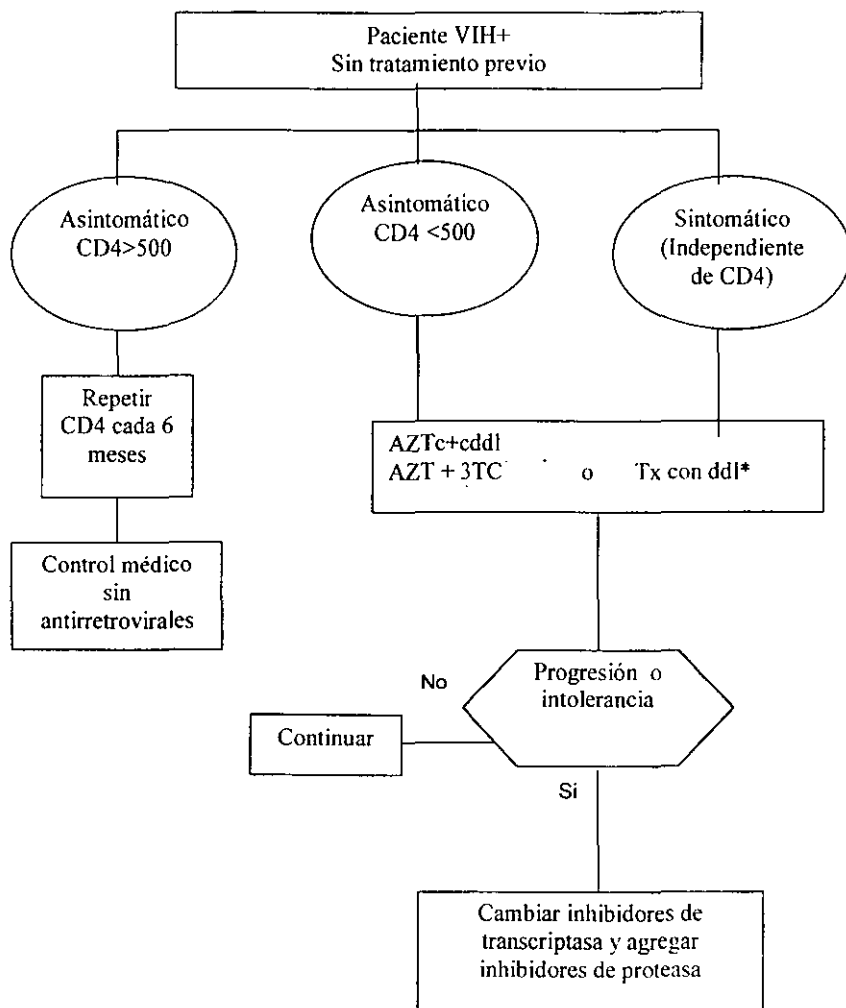 Paciente VIH+
Sin tratamiento previo
Asintomático
CD4>500
Asintomático
CD4 <500
Sintomático
(Independiente
de CD4)
Repetir
CD4 cada 6
meses
AZTc+cddI
AZT + 3TC o Tx con ddI*
Control médico
sin
antirretrovirales
Progresión o
intolerancia
No
Continuar
Si
Cambiar inhibidores de
transcriptasa y agregar
inhibidores de proteasa